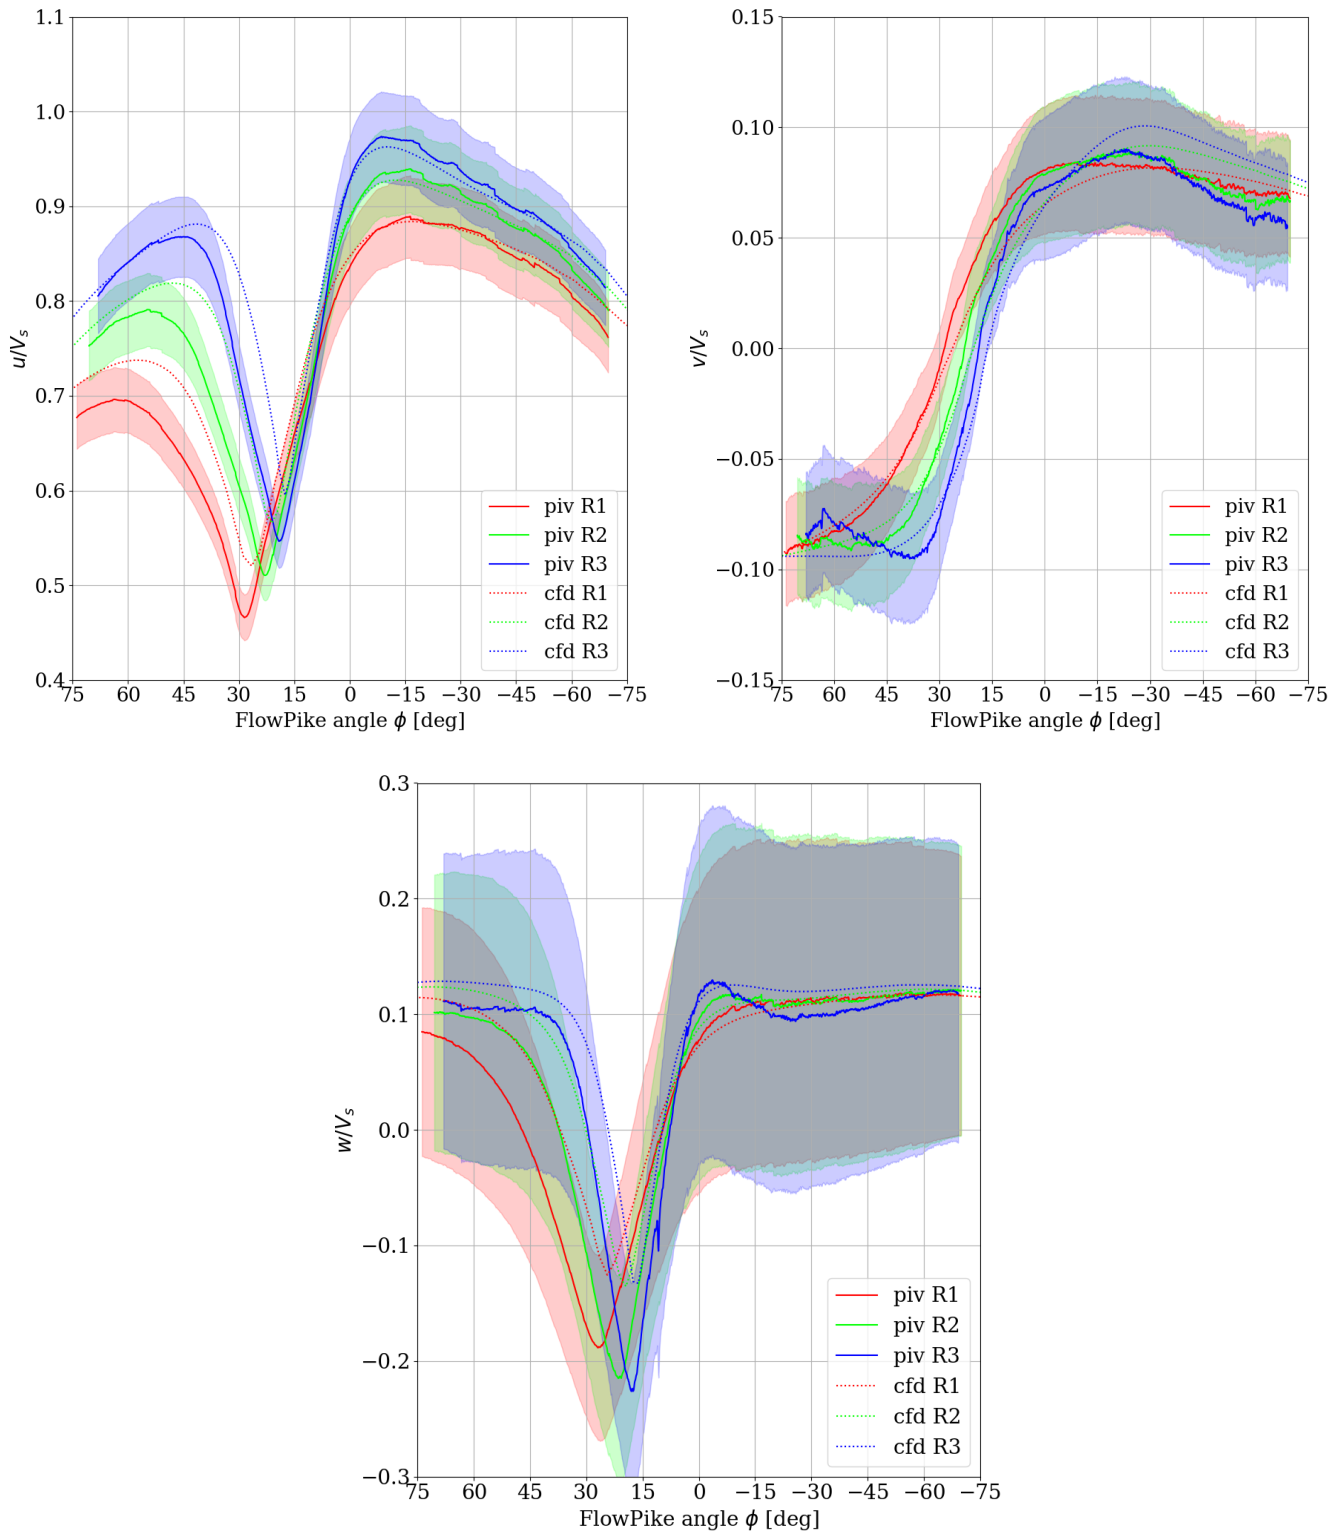 1.1
1.0
0.9
0.8
0.7
0.6
0.5
0.4
u/Vs
75 60 45 30 15 0 −15 −30 −45 −60 −75
FlowPike angle ϕ [deg]
piv R1
piv R2
piv R3
cfd R1
cfd R2
cfd R3
0.15
0.10
0.05
0.00
−0.05
−0.10
−0.15
v/Vs
75 60 45 30 15 0 −15 −30 −45 −60 −75
FlowPike angle ϕ [deg]
piv R1
piv R2
piv R3
cfd R1
cfd R2
cfd R3
0.3
0.2
0.1
0.0
−0.1
−0.2
−0.3
w/Vs
75 60 45 30 15 0 −15 −30 −45 −60 −75
FlowPike angle ϕ [deg]
piv R1
piv R2
piv R3
cfd R1
cfd R2
cfd R3